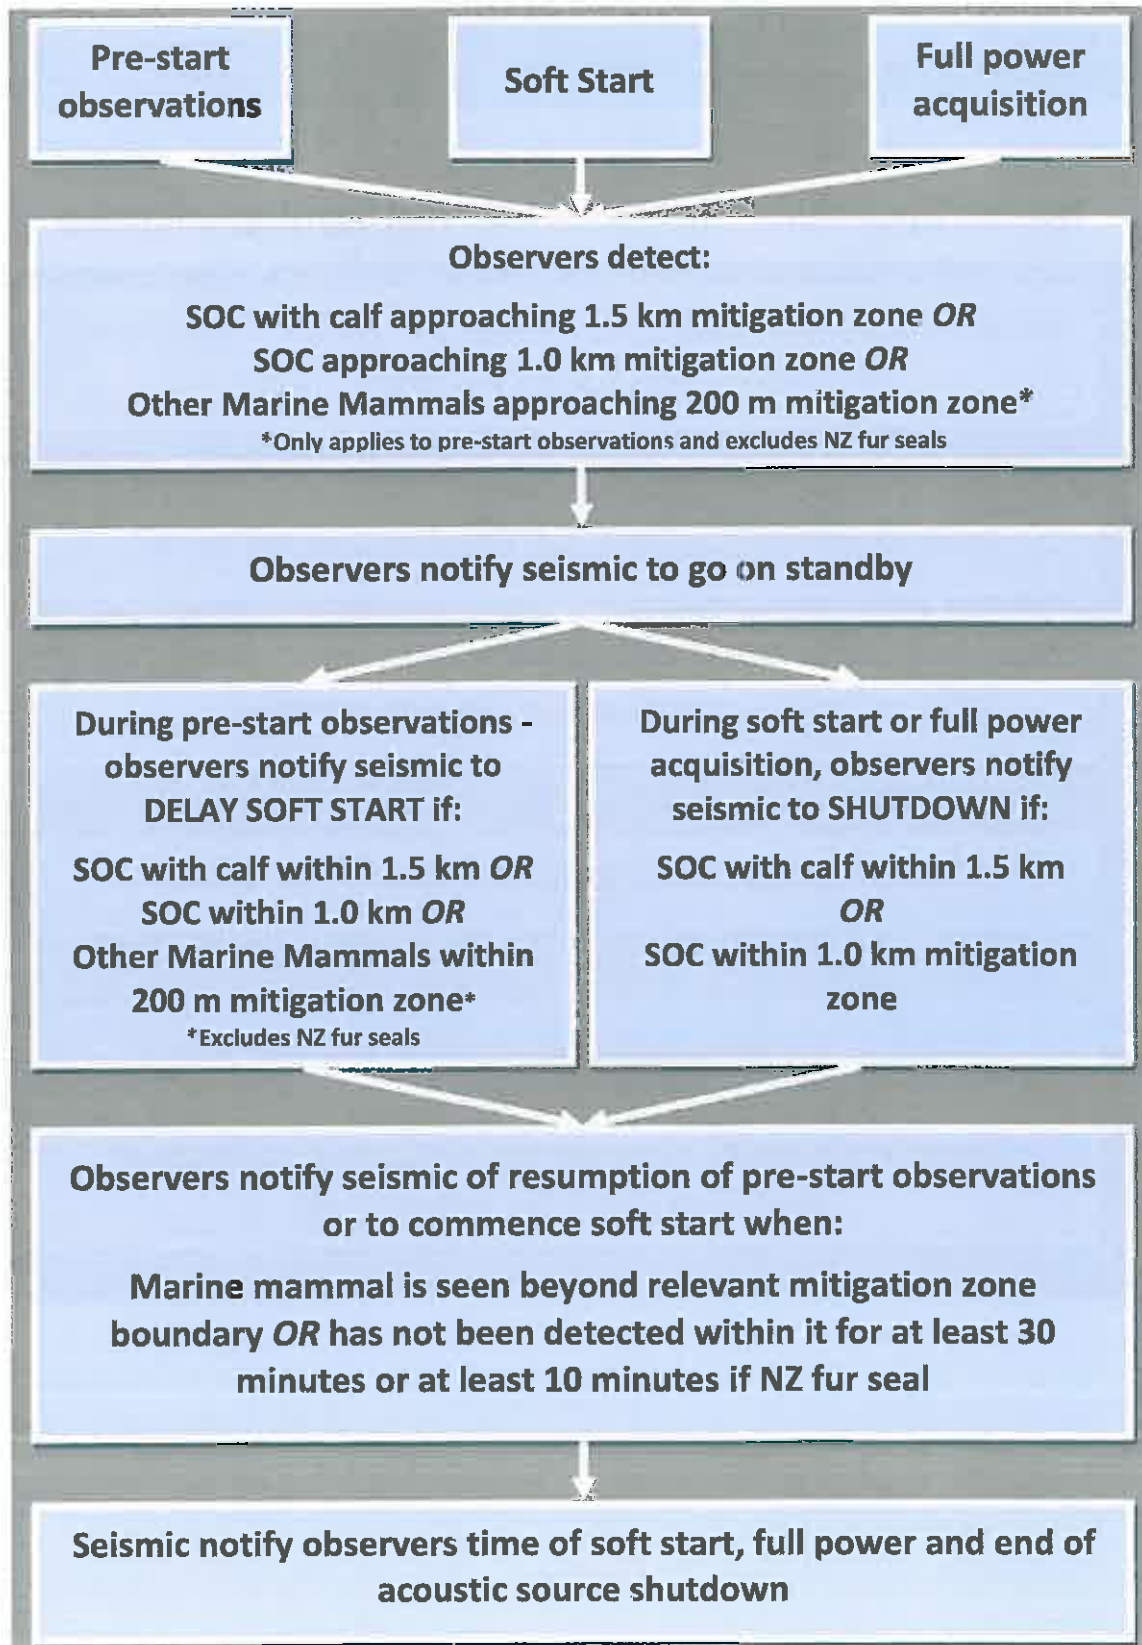 Pre-start
observations
Soft Start
Full power
acquisition
Observers detect:
SOC with calf approaching 1.5 km mitigation zone OR
SOC approaching 1.0 km mitigation zone OR
Other Marine Mammals approaching 200 m mitigation zone*
*Only applies to pre-start observations and excludes NZ fur seals
Observers notify seismic to go on standby
During pre-start observations -
observers notify seismic to
DELAY SOFT START if:
SOC with calf within 1.5 km OR
SOC within 1.0 km OR
Other Marine Mammals within
200 m mitigation zone*
*Excludes NZ fur seals
During soft start or full power
acquisition, observers notify
seismic to SHUTDOWN if:
SOC with calf within 1.5 km
OR
SOC within 1.0 km mitigation
zone
Observers notify seismic of resumption of pre-start observations
or to commence soft start when:
Marine mammal is seen beyond relevant mitigation zone
boundary OR has not been detected within it for at least 30
minutes or at least 10 minutes if NZ fur seal
Seismic notify observers time of soft start, full power and end of
acoustic source shutdown